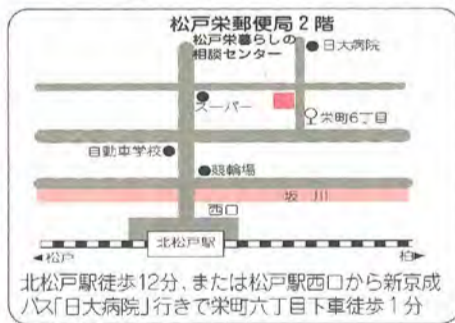 松戸栄郵便局2階
松戸栄暮らしの
相談センター
●日大病院
●
スーパー
栄町6丁目
自動車学校●
●競輪場
坂川
西口
北松戸駅
◀松戸
柏▶
北松戸駅徒歩12分、または松戸駅西口から新京成
バス「日大病院」行きで栄町六丁目下車徒歩1分